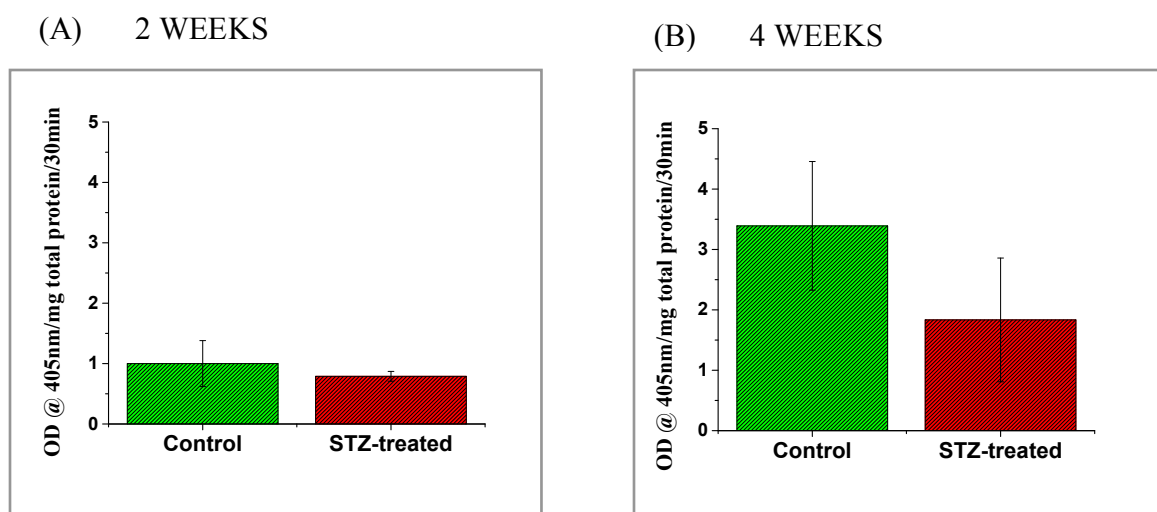 (A) 2 WEEKS
OD @ 405nm/mg total protein/30min
5
4
3
2
1
0
Control STZ-treated
(B) 4 WEEKS
OD @ 405nm/mg total protein/30min
5
4
3
2
1
0
Control STZ-treated